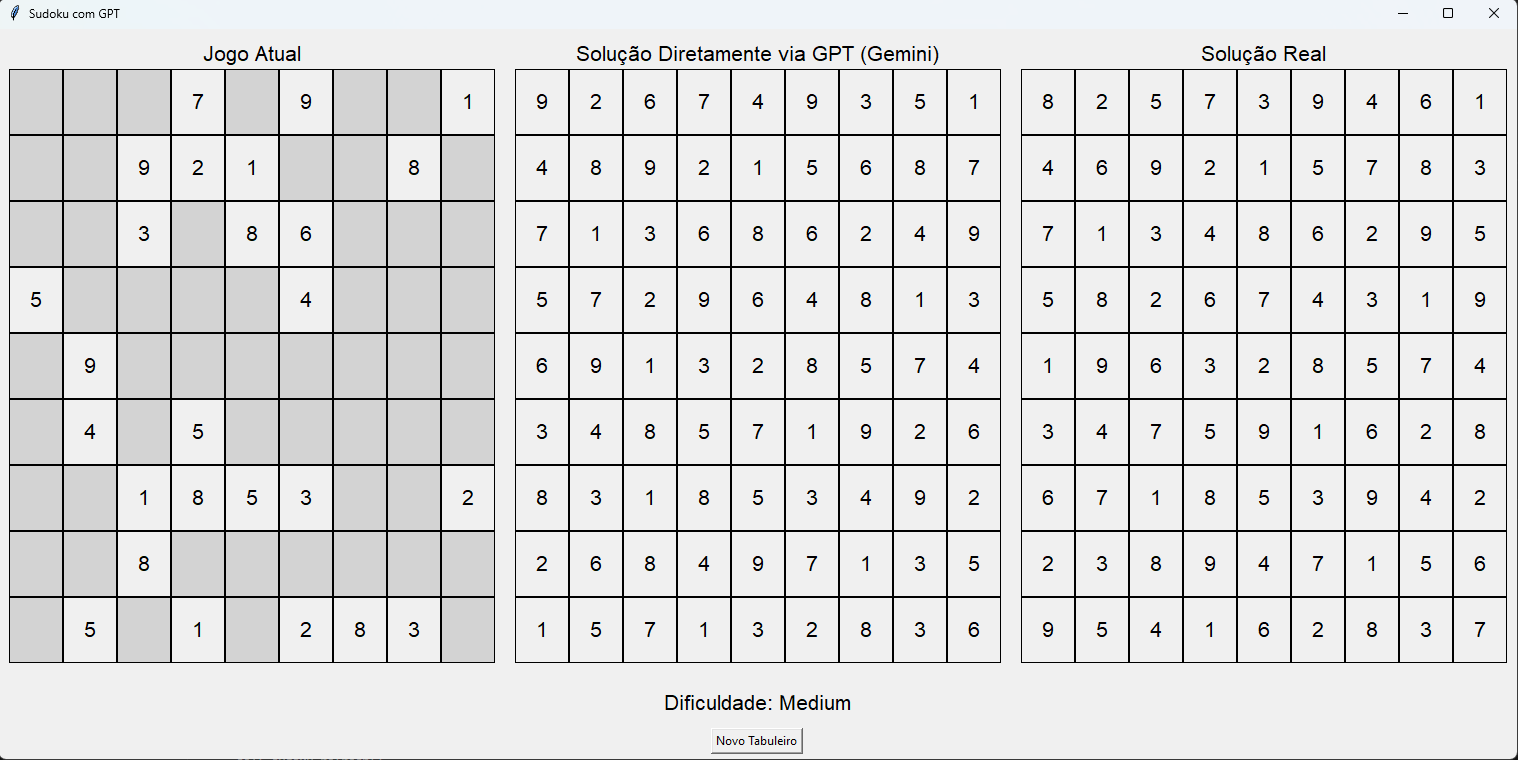 Sudoku com GPT
Jogo Atual Solução Diretamente via GPT (Gemini) Solução Real
7 9 1 9 2 6 7 4 9 3 5 1 8 2 5 7 3 9 4 6 1
9 2 1 8 4 8 9 2 1 5 6 8 7 4 6 9 2 1 5 7 8 3
3 8 6 7 1 3 6 8 6 2 4 9 7 1 3 4 8 6 2 9 5
5 4 5 7 2 9 6 4 8 1 3 5 8 2 6 7 4 3 1 9
9 6 9 1 3 2 8 5 7 4 1 9 6 3 2 8 5 7 4
4 5 3 4 8 5 7 1 9 2 6 3 4 7 5 9 1 6 2 8
1 8 5 3 2 8 3 1 8 5 3 4 9 2 6 7 1 8 5 3 9 4 2
8 2 6 8 4 9 7 1 3 5 2 3 8 9 4 7 1 5 6
5 1 2 8 3 1 5 7 1 3 2 8 3 6 9 5 4 1 6 2 8 3 7
Dificuldade: Medium
Novo Tabuleiro